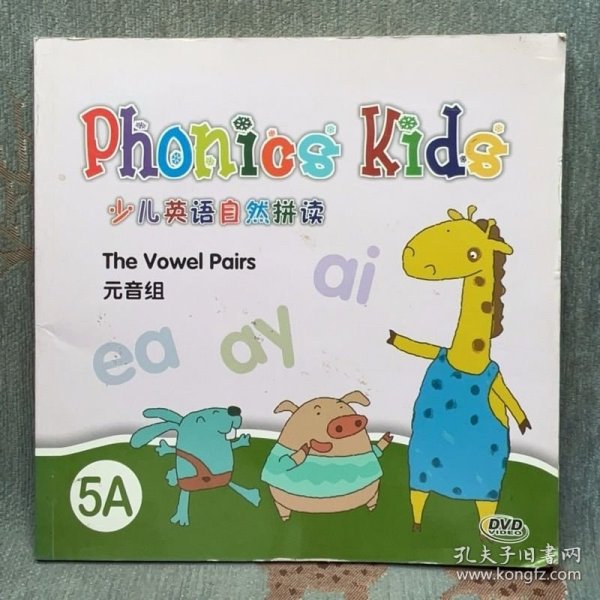 Phonics Kids
少儿英语自然拼读
The Vowel Pairs
元音组
ai
ea ay
5A
DVD
VIDEO
孔夫子旧书网
www.kongfz.com